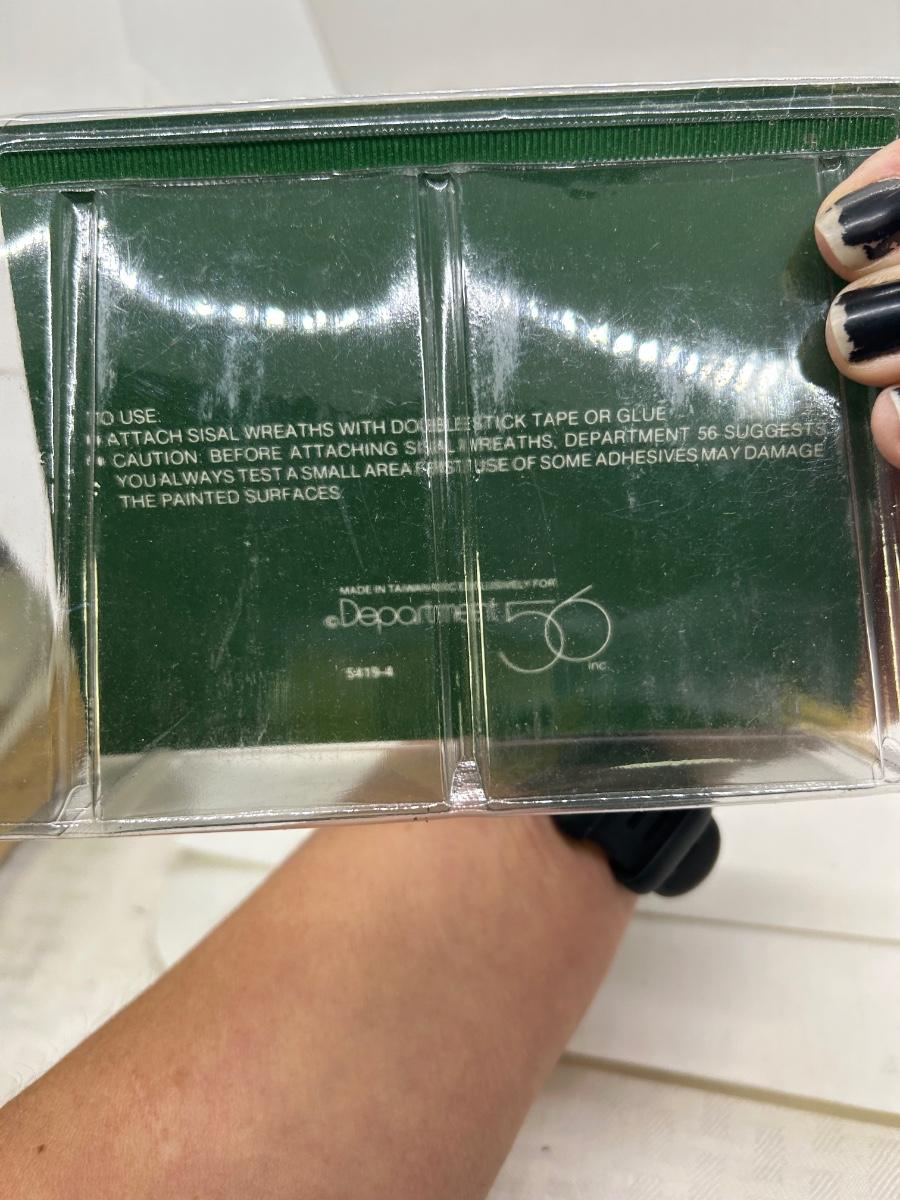 TO USE:
• ATTACH SISAL WREATHS WITH DOUBLE STICK TAPE OR GLUE
• CAUTION: BEFORE ATTACHING SISAL WREATHS, DEPARTMENT 56 SUGGESTS
YOU ALWAYS TEST A SMALL AREA FIRST. USE OF SOME ADHESIVES MAY DAMAGE
THE PAINTED SURFACES
MADE IN TAIWAN EXCLUSIVELY FOR
©Department 56
inc.
5419-4